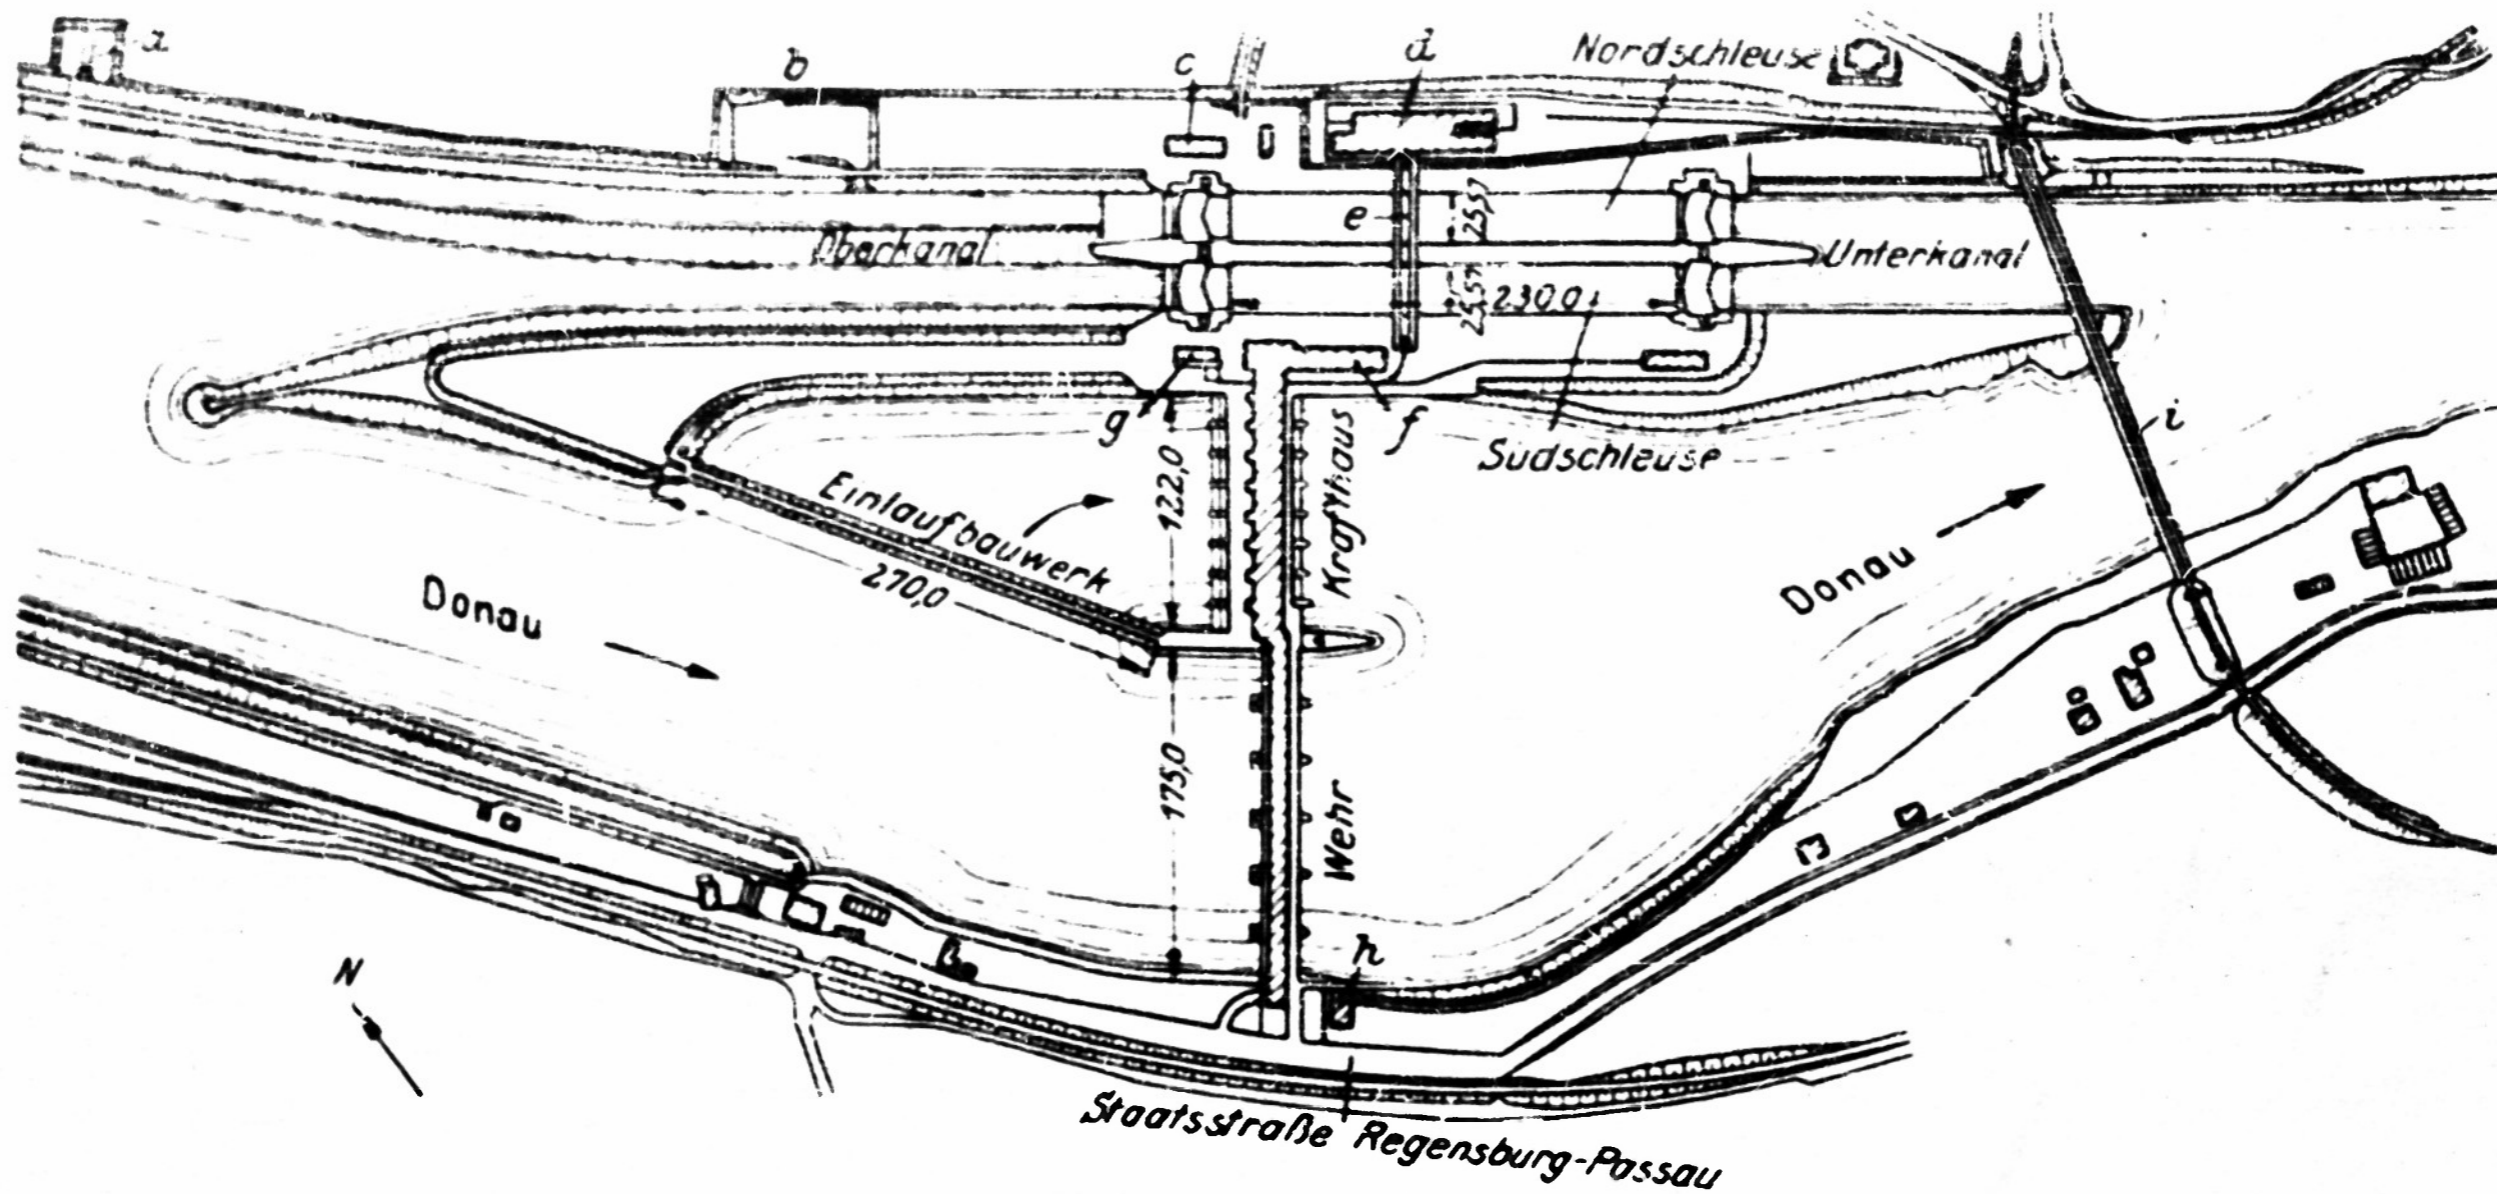 a
b
c
d
Nordschleuse
e
25,57
Oberkanal
Unterkanal
25,57
230,0
g
f
Sudschleuse
i
122,0
Krafthaus
Einlaufbauwerk
270,0
Donau
Donau
175,0
Wehr
h
N
Staatsstraße Regensburg-Passau